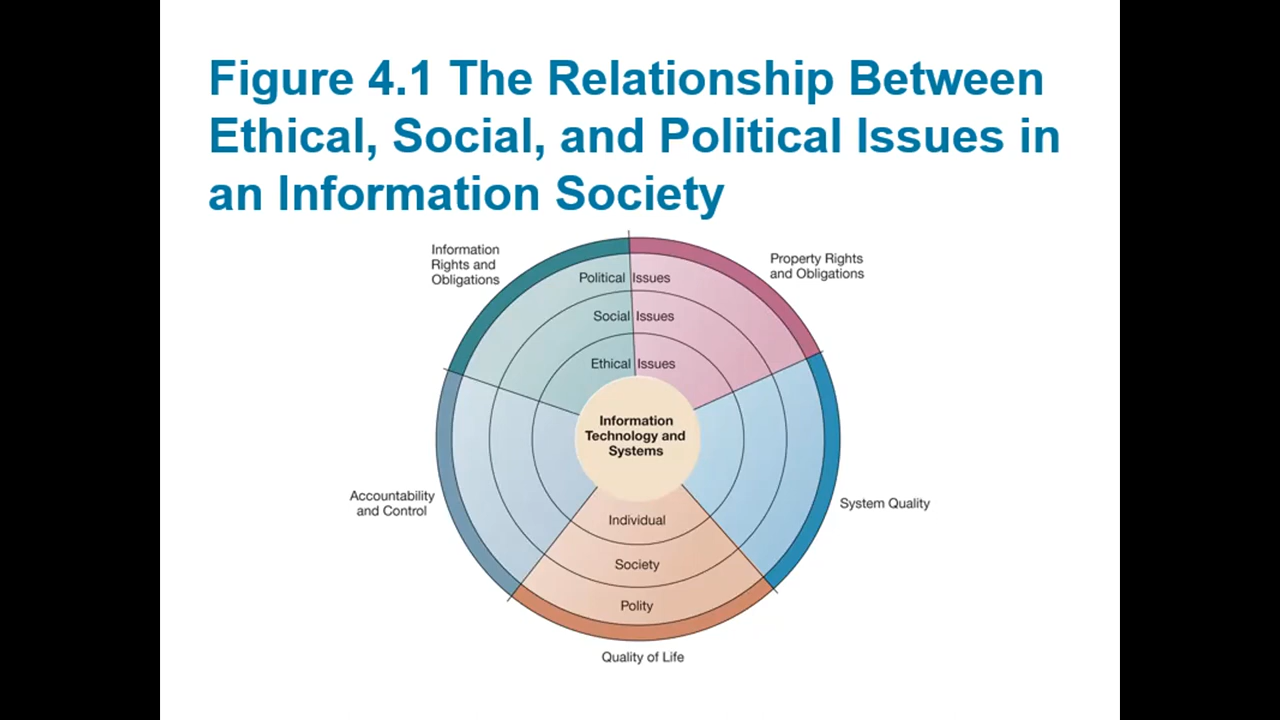 Figure 4.1 The Relationship Between
Ethical, Social, and Political Issues in
an Information Society
Information
Rights and
Obligations
Property Rights
and Obligations
Political Issues
Social Issues
Ethical Issues
Information
Technology and
Systems
Accountability
and Control
System Quality
Individual
Society
Polity
Quality of Life